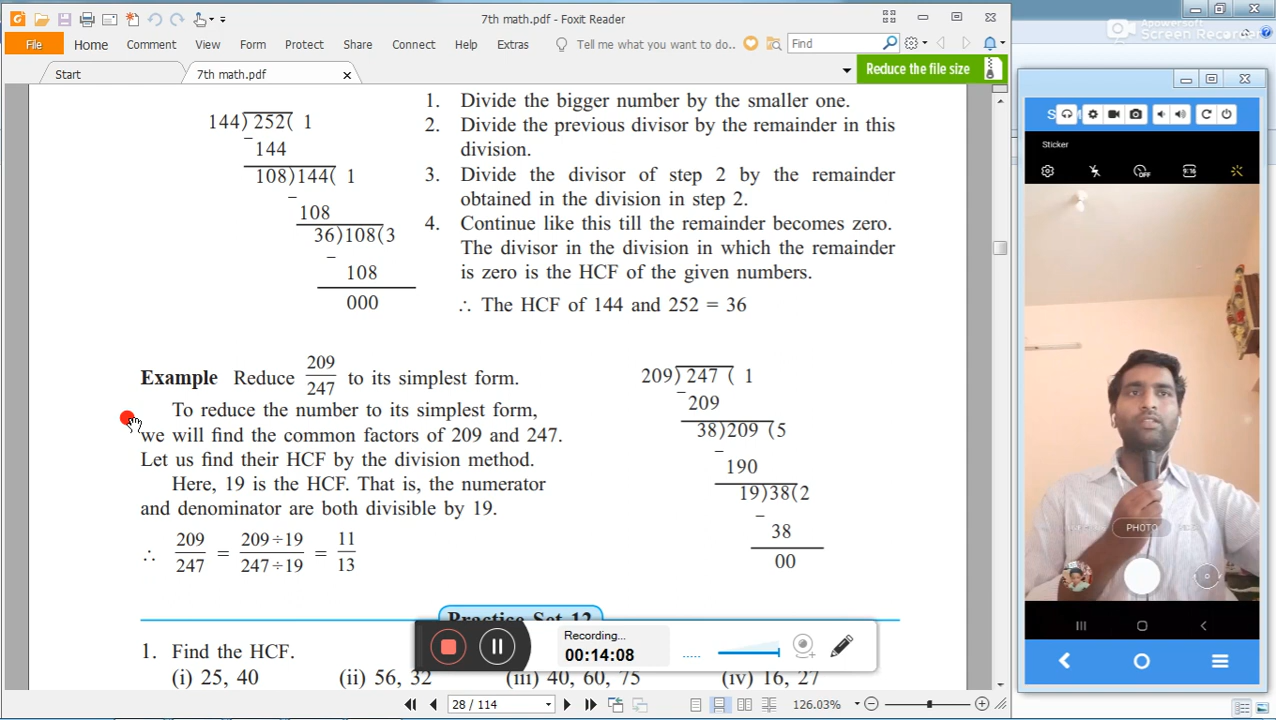 7th math.pdf - Foxit Reader
File Home Comment View Form Protect Share Connect Help Extras Tell me what you want to do.. Find
Start 7th math.pdf Reduce the file size
Apowersoft
Screen Recorder
144)252( 1
144
108)144( 1
108
36)108(3
108
000
1. Divide the bigger number by the smaller one.
2. Divide the previous divisor by the remainder in this
division.
3. Divide the divisor of step 2 by the remainder
obtained in the division in step 2.
4. Continue like this till the remainder becomes zero.
The divisor in the division in which the remainder
is zero is the HCF of the given numbers.
∴ The HCF of 144 and 252 = 36
Example Reduce 209/247 to its simplest form.
To reduce the number to its simplest form,
we will find the common factors of 209 and 247.
Let us find their HCF by the division method.
Here, 19 is the HCF. That is, the numerator
and denominator are both divisible by 19.
∴ 209/247 = 209÷19/247÷19 = 11/13
209)247 ( 1
209
38)209 (5
190
19)38(2
38
00
Practice Set 12
1. Find the HCF.
(i) 25, 40 (ii) 56, 32 (iii) 40, 60, 75 (iv) 16, 27
Recording...
00:14:08
28 / 114
126.03%
Sticker
OFF
9:16
PHOTO